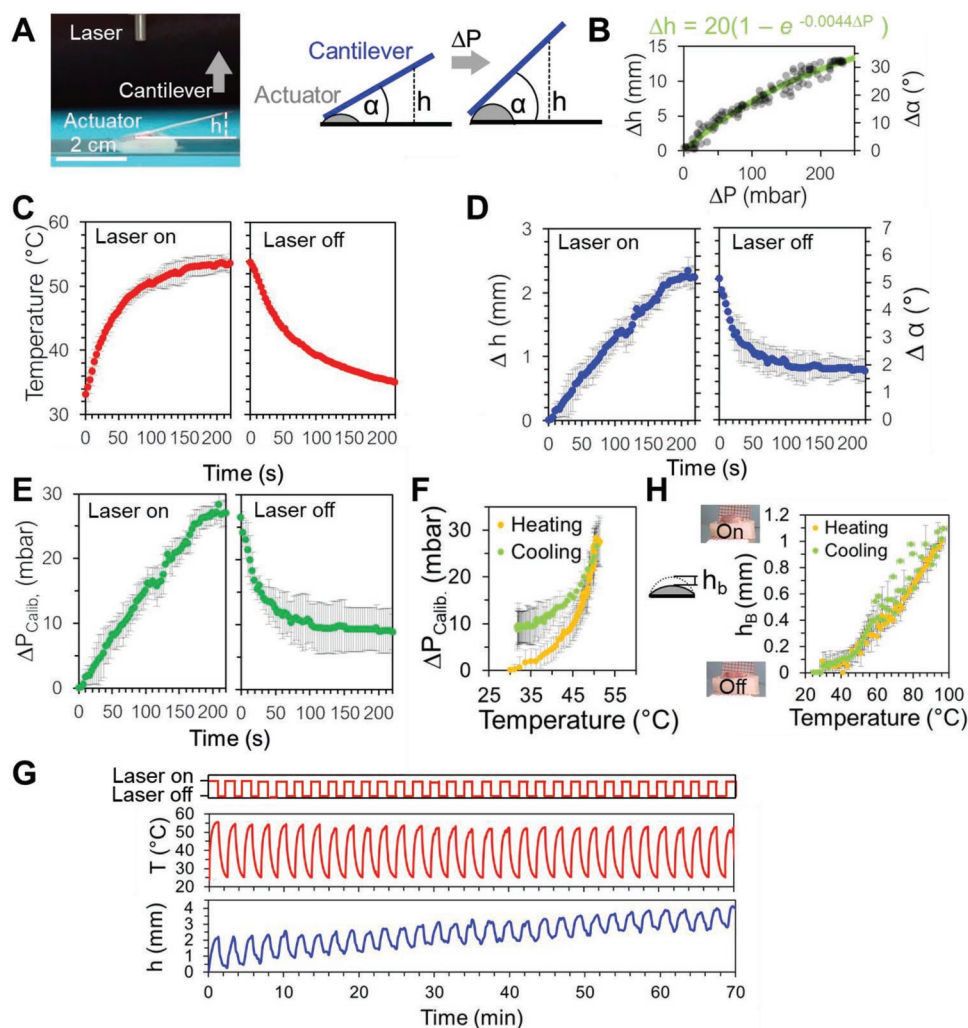 A
Laser
Cantilever
Actuator
h
2 cm
Cantilever
Actuator
α
h
ΔP
α
h
B
Δh = 20(1 – e -0.0044ΔP )
Δh (mm)
15
10
5
0
0 100 200
ΔP (mbar)
30
20
10
0
Δα (°)
C
Temperature (°C)
60
50
40
30
Laser on
Laser off
0 50 100 150 200
0 50 100 150 200
Time (s)
D
Δ h (mm)
3
2
1
0
Laser on
Laser off
7
6
5
4
3
2
1
0
Δ α (°)
0 50 100 150 200
0 50 100 150 200
Time (s)
E
ΔPCalib, (mbar)
30
20
10
0
Laser on
Laser off
0 50 100 150 200
0 50 100 150 200
Time (s)
F
ΔPCalib. (mbar)
30
20
10
0
Heating
Cooling
25 35 45 55
Temperature (°C)
H
On
hb
Off
hB (mm)
1.2
1
0.8
0.6
0.4
0.2
0
Heating
Cooling
20 40 60 80 100
Temperature (°C)
G
Laser on
Laser off
T (°C)
60
50
40
30
20
h (mm)
4
3
2
1
0
0 10 20 30 40 50 60 70
Time (min)